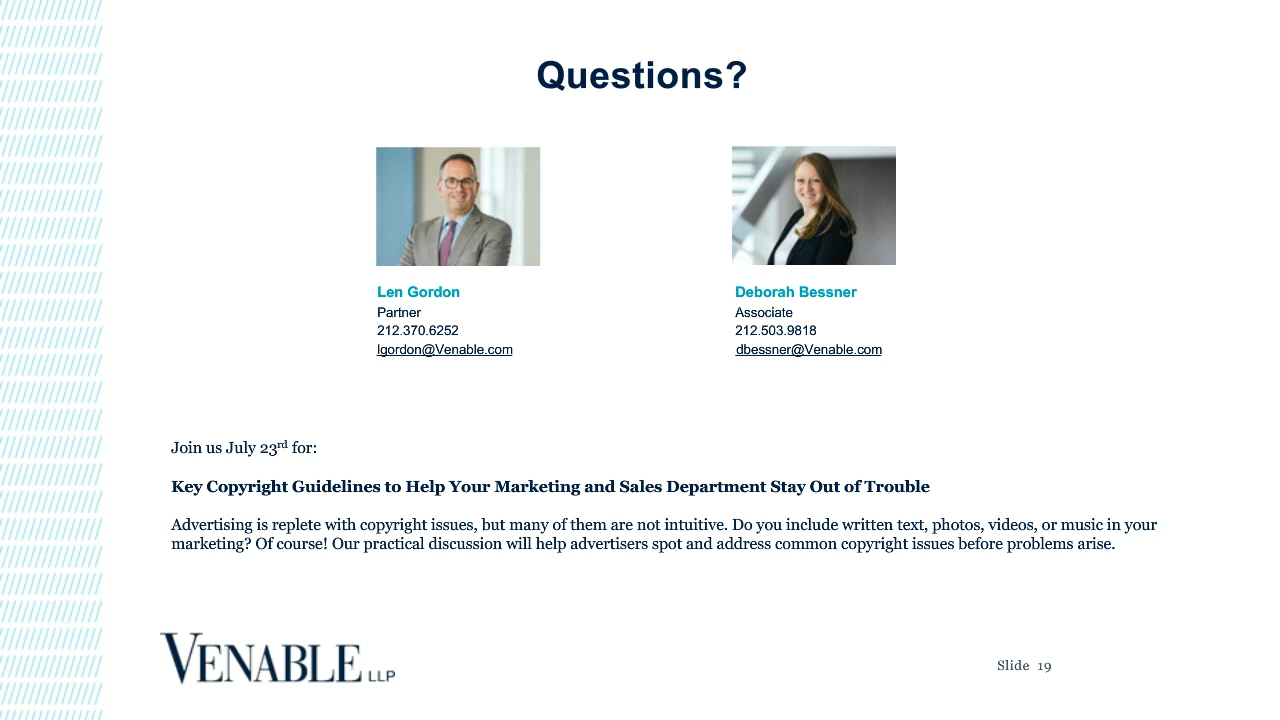 Questions?
Len Gordon
Partner
212.370.6252
lgordon@Venable.com
Deborah Bessner
Associate
212.503.9818
dbessner@Venable.com
Join us July 23rd for:
Key Copyright Guidelines to Help Your Marketing and Sales Department Stay Out of Trouble
Advertising is replete with copyright issues, but many of them are not intuitive. Do you include written text, photos, videos, or music in your
marketing? Of course! Our practical discussion will help advertisers spot and address common copyright issues before problems arise.
VENABLE LLP
Slide 19